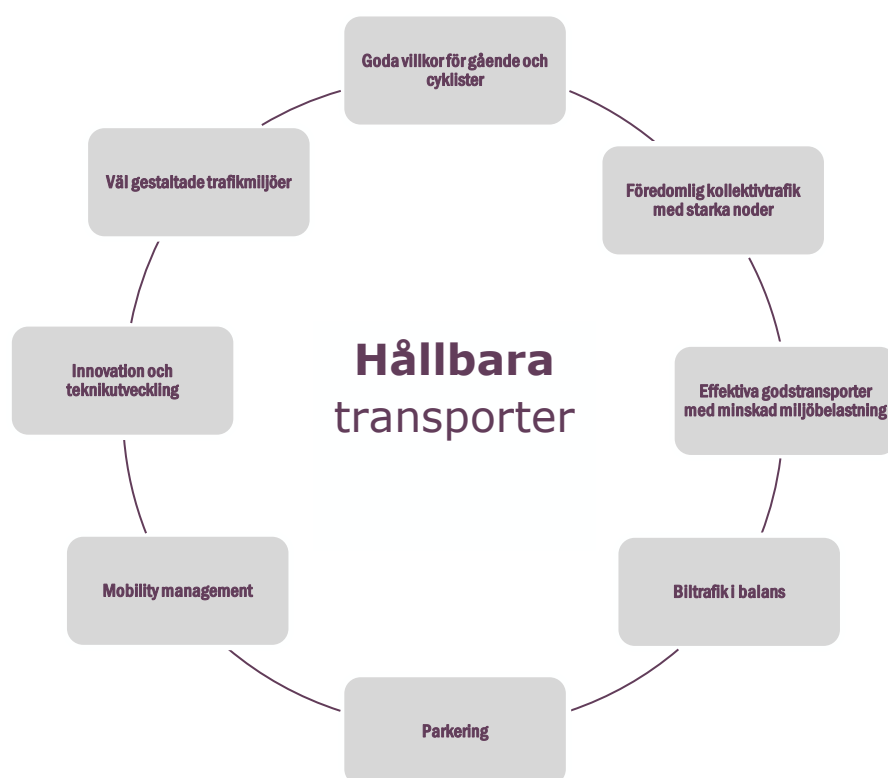 Goda villkor för gående och
cyklister
Föredomlig kollektivtrafik
med starka noder
Effektiva godstransporter
med minskad miljöbelastning
Biltrafik i balans
Parkering
Mobility management
Innovation och
teknikutveckling
Väl gestaltade trafikmiljöer
Hållbara
transporter